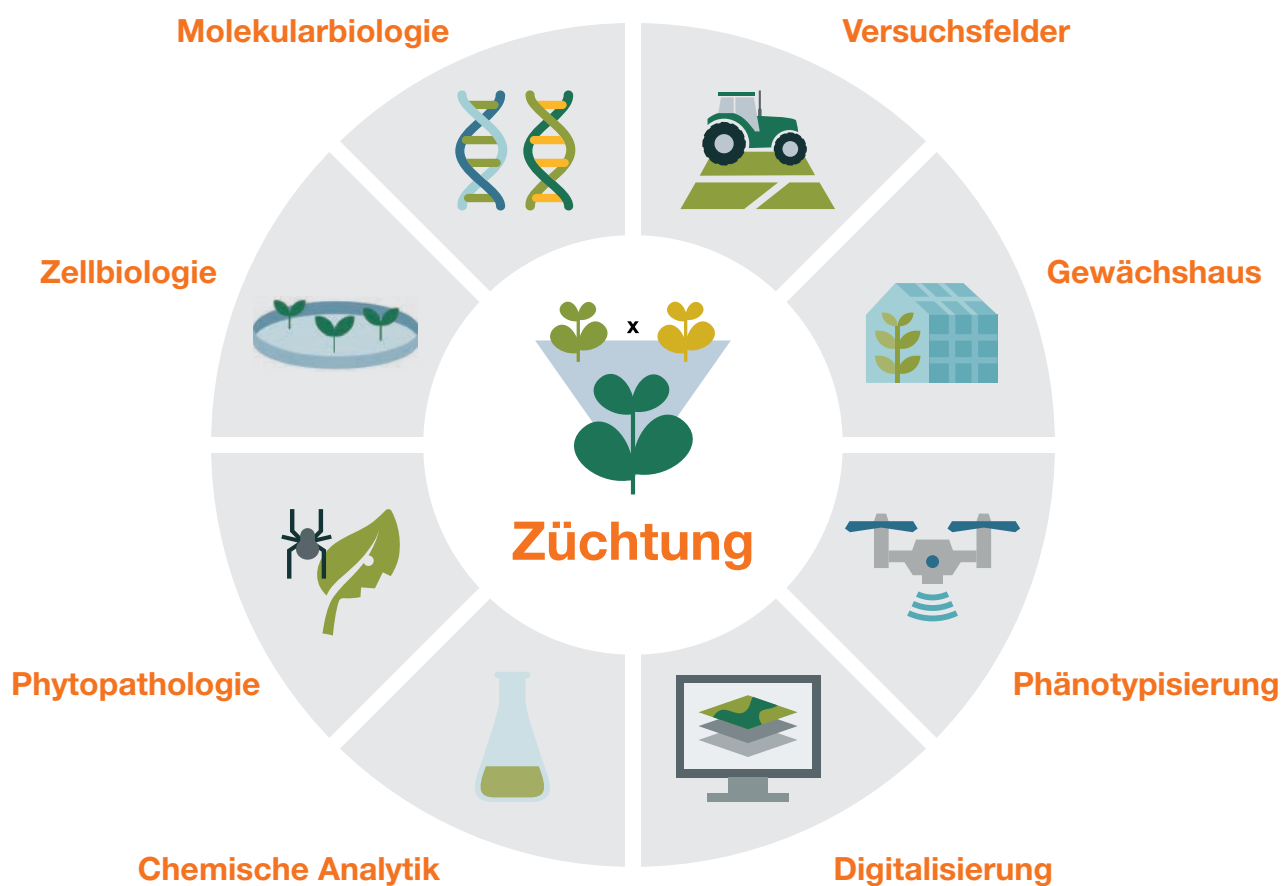 Molekularbiologie
Versuchsfelder
Zellbiologie
Gewächshaus
x
Züchtung
Phytopathologie
Phänotypisierung
Chemische Analytik
Digitalisierung